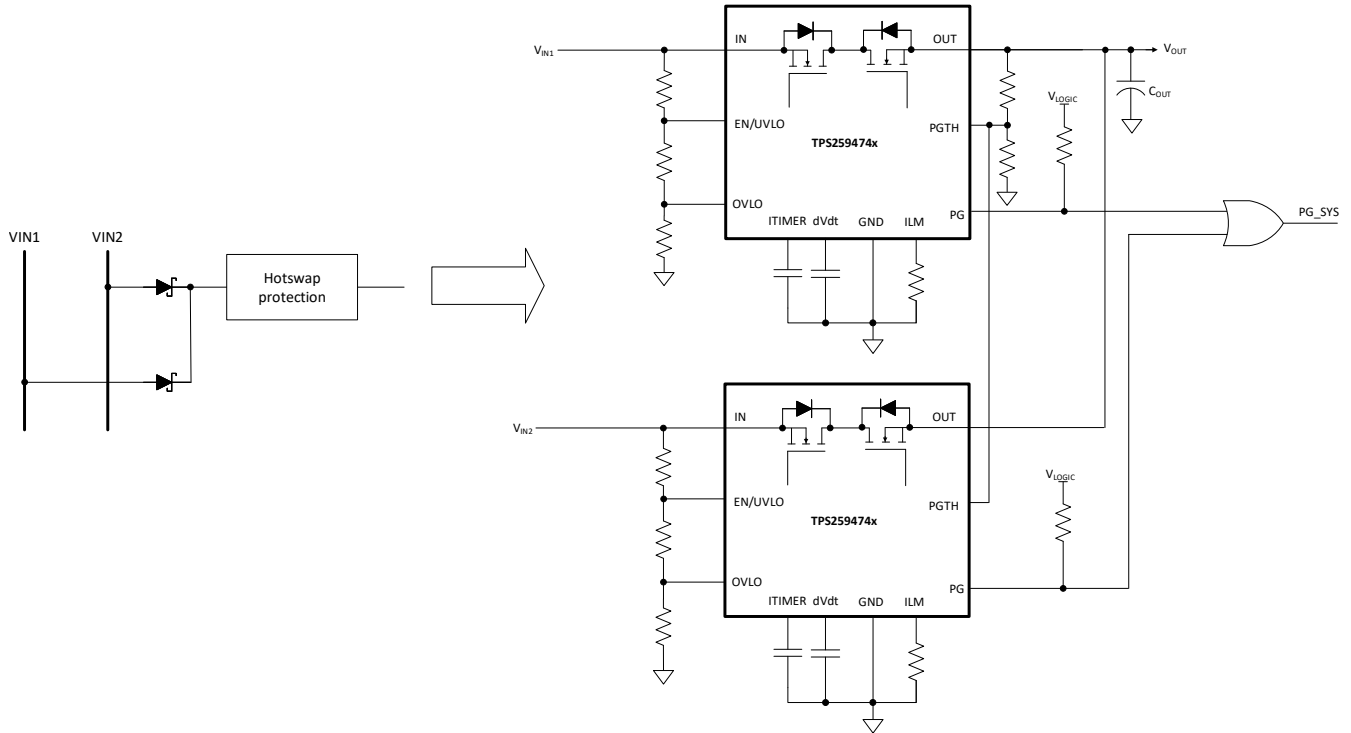 VIN1
VIN2
Hotswap
protection
VIN1
IN
OUT
VOUT
COUT
VLOGIC
EN/UVLO
PGTH
TPS259474x
OVLO
PG
PG_SYS
ITIMER dVdt GND ILM
VIN2
IN
OUT
VLOGIC
EN/UVLO
PGTH
TPS259474x
OVLO
PG
ITIMER dVdt GND ILM